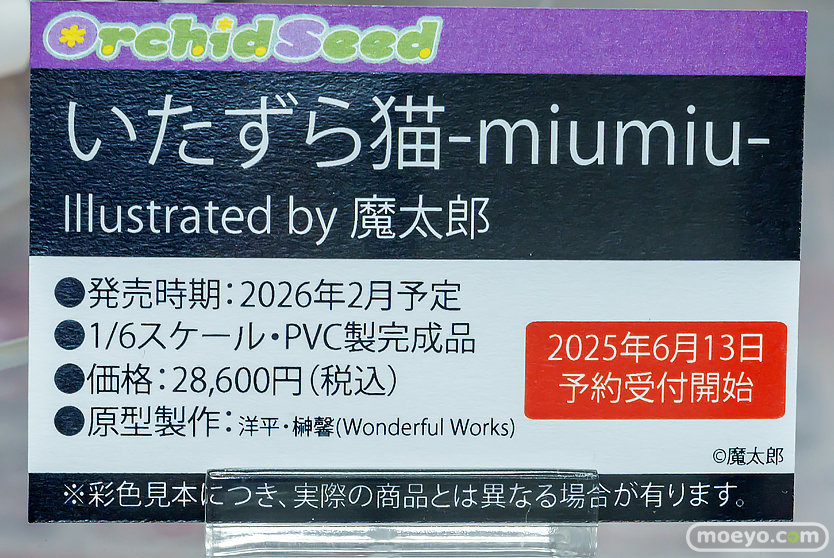 OrchidSeed
いたずら猫-miumiu-
Illustrated by 魔太郎
●発売時期：2026年2月予定
●1/6スケール・PVC製完成品
●価格：28,600円（税込）
●原型製作：洋平・榊馨(Wonderful Works)
2025年6月13日
予約受付開始
©魔太郎
※彩色見本につき、実際の商品とは異なる場合が有ります。
moeyo.com